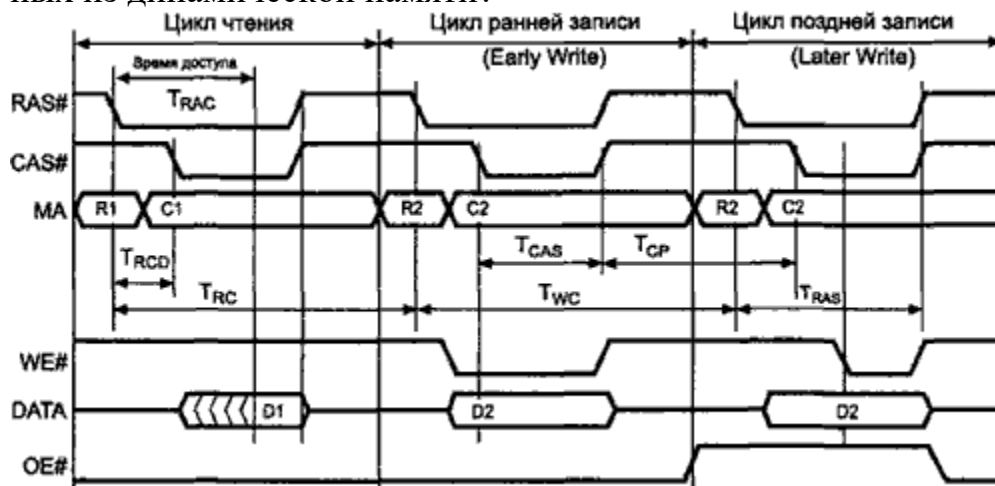 ных из динамической памяти.
Цикл чтения Цикл ранней записи Цикл поздней записи
(Early Write) (Later Write)
Время доступа
RAS# TRAC
CAS#
MA R1 C1 R2 C2 R2 C2
TRCD TCAS TCP
TRC TWC TRAS
WE#
DATA D1 D2 D2
OE#